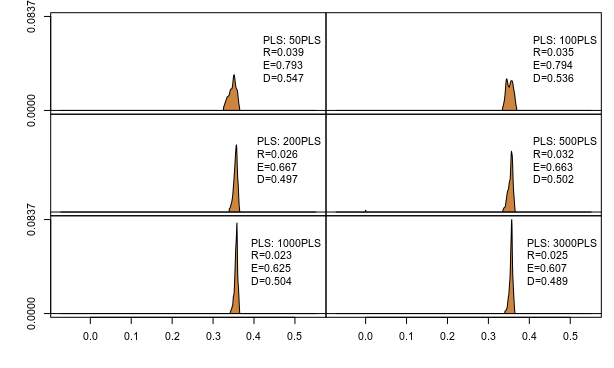 0.0837
0.0000
PLS: 50PLS
R=0.039
E=0.793
D=0.547
PLS: 100PLS
R=0.035
E=0.794
D=0.536
PLS: 200PLS
R=0.026
E=0.667
D=0.497
PLS: 500PLS
R=0.032
E=0.663
D=0.502
0.0837
0.0000
PLS: 1000PLS
R=0.023
E=0.625
D=0.504
PLS: 3000PLS
R=0.025
E=0.607
D=0.489
0.0 0.1 0.2 0.3 0.4 0.5
0.0 0.1 0.2 0.3 0.4 0.5